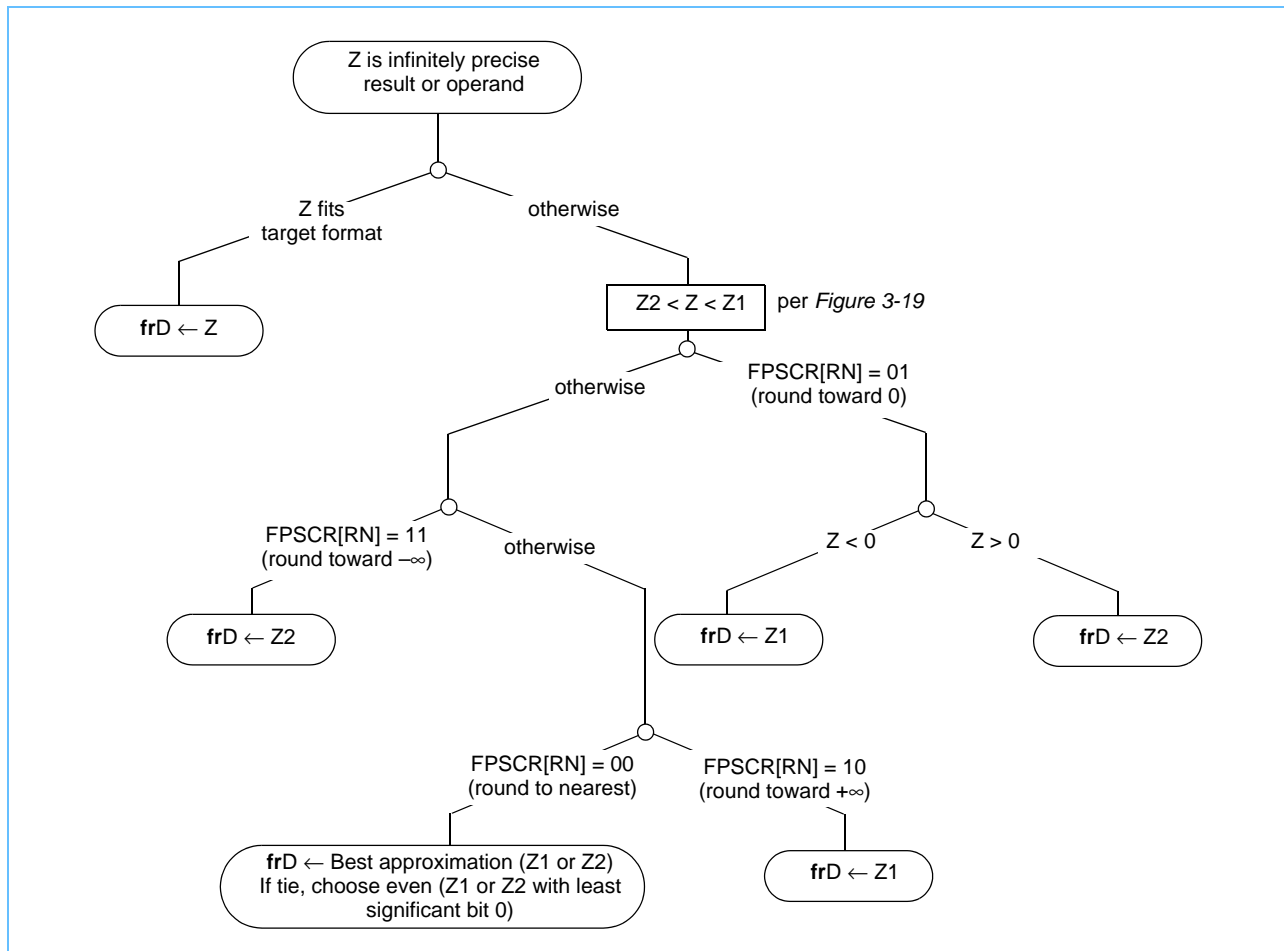 Z is infinitely precise
result or operand
Z fits
target format
otherwise
frD ← Z
Z2 < Z < Z1
per Figure 3-19
otherwise
FPSCR[RN] = 01
(round toward 0)
FPSCR[RN] = 11
(round toward –∞)
otherwise
Z < 0
Z > 0
frD ← Z2
frD ← Z1
frD ← Z2
FPSCR[RN] = 00
(round to nearest)
FPSCR[RN] = 10
(round toward +∞)
frD ← Best approximation (Z1 or Z2)
If tie, choose even (Z1 or Z2 with least
significant bit 0)
frD ← Z1